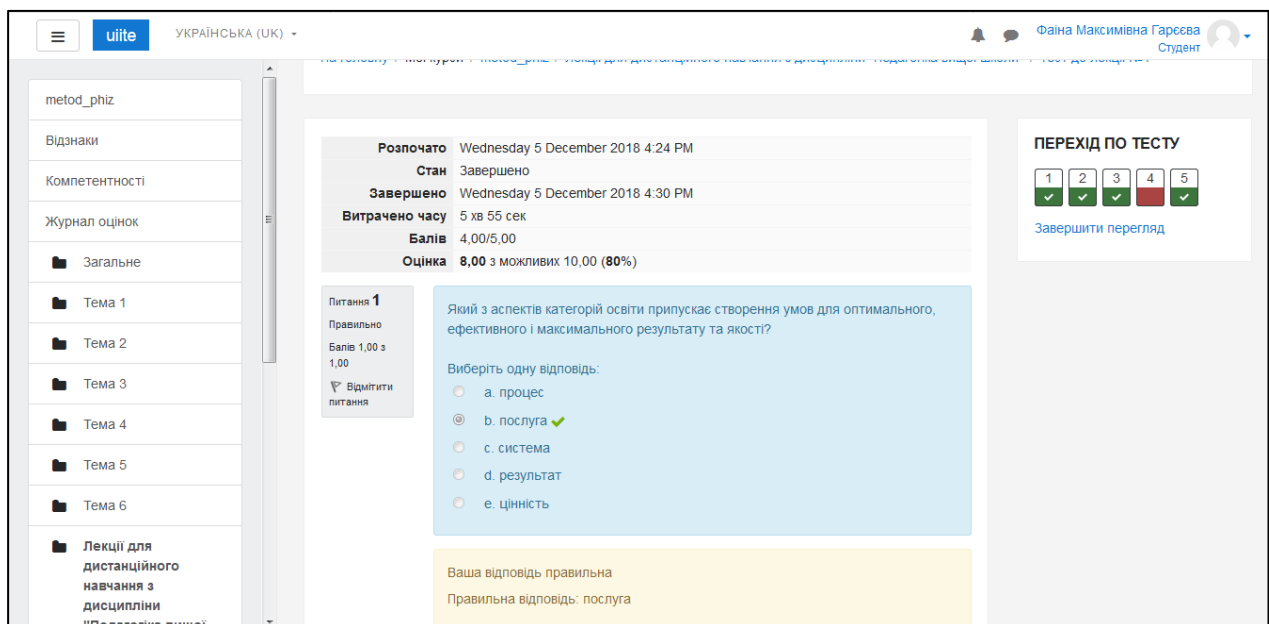 uiite
УКРАЇНСЬКА (UK)
Фаіна Максимівна Гарєєва
Студент
metod_phiz
Відзнаки
Компетентності
Журнал оцінок
Загальне
Тема 1
Тема 2
Тема 3
Тема 4
Тема 5
Тема 6
Лекції для
дистанційного
навчання з
дисципліни
Розпочато Wednesday 5 December 2018 4:24 PM
Стан Завершено
Завершено Wednesday 5 December 2018 4:30 PM
Витрачено часу 5 хв 55 сек
Балів 4,00/5,00
Оцінка 8,00 з можливих 10,00 (80%)
Питання 1
Правильно
Балів 1,00 з
1,00
Відмітити
питання
Який з аспектів категорій освіти припускає створення умов для оптимального,
ефективного і максимального результату та якості?
Виберіть одну відповідь:
a. процес
b. послуга
c. система
d. результат
e. цінність
Ваша відповідь правильна
Правильна відповідь: послуга
ПЕРЕХІД ПО ТЕСТУ
1 2 3 4 5
Завершити перегляд